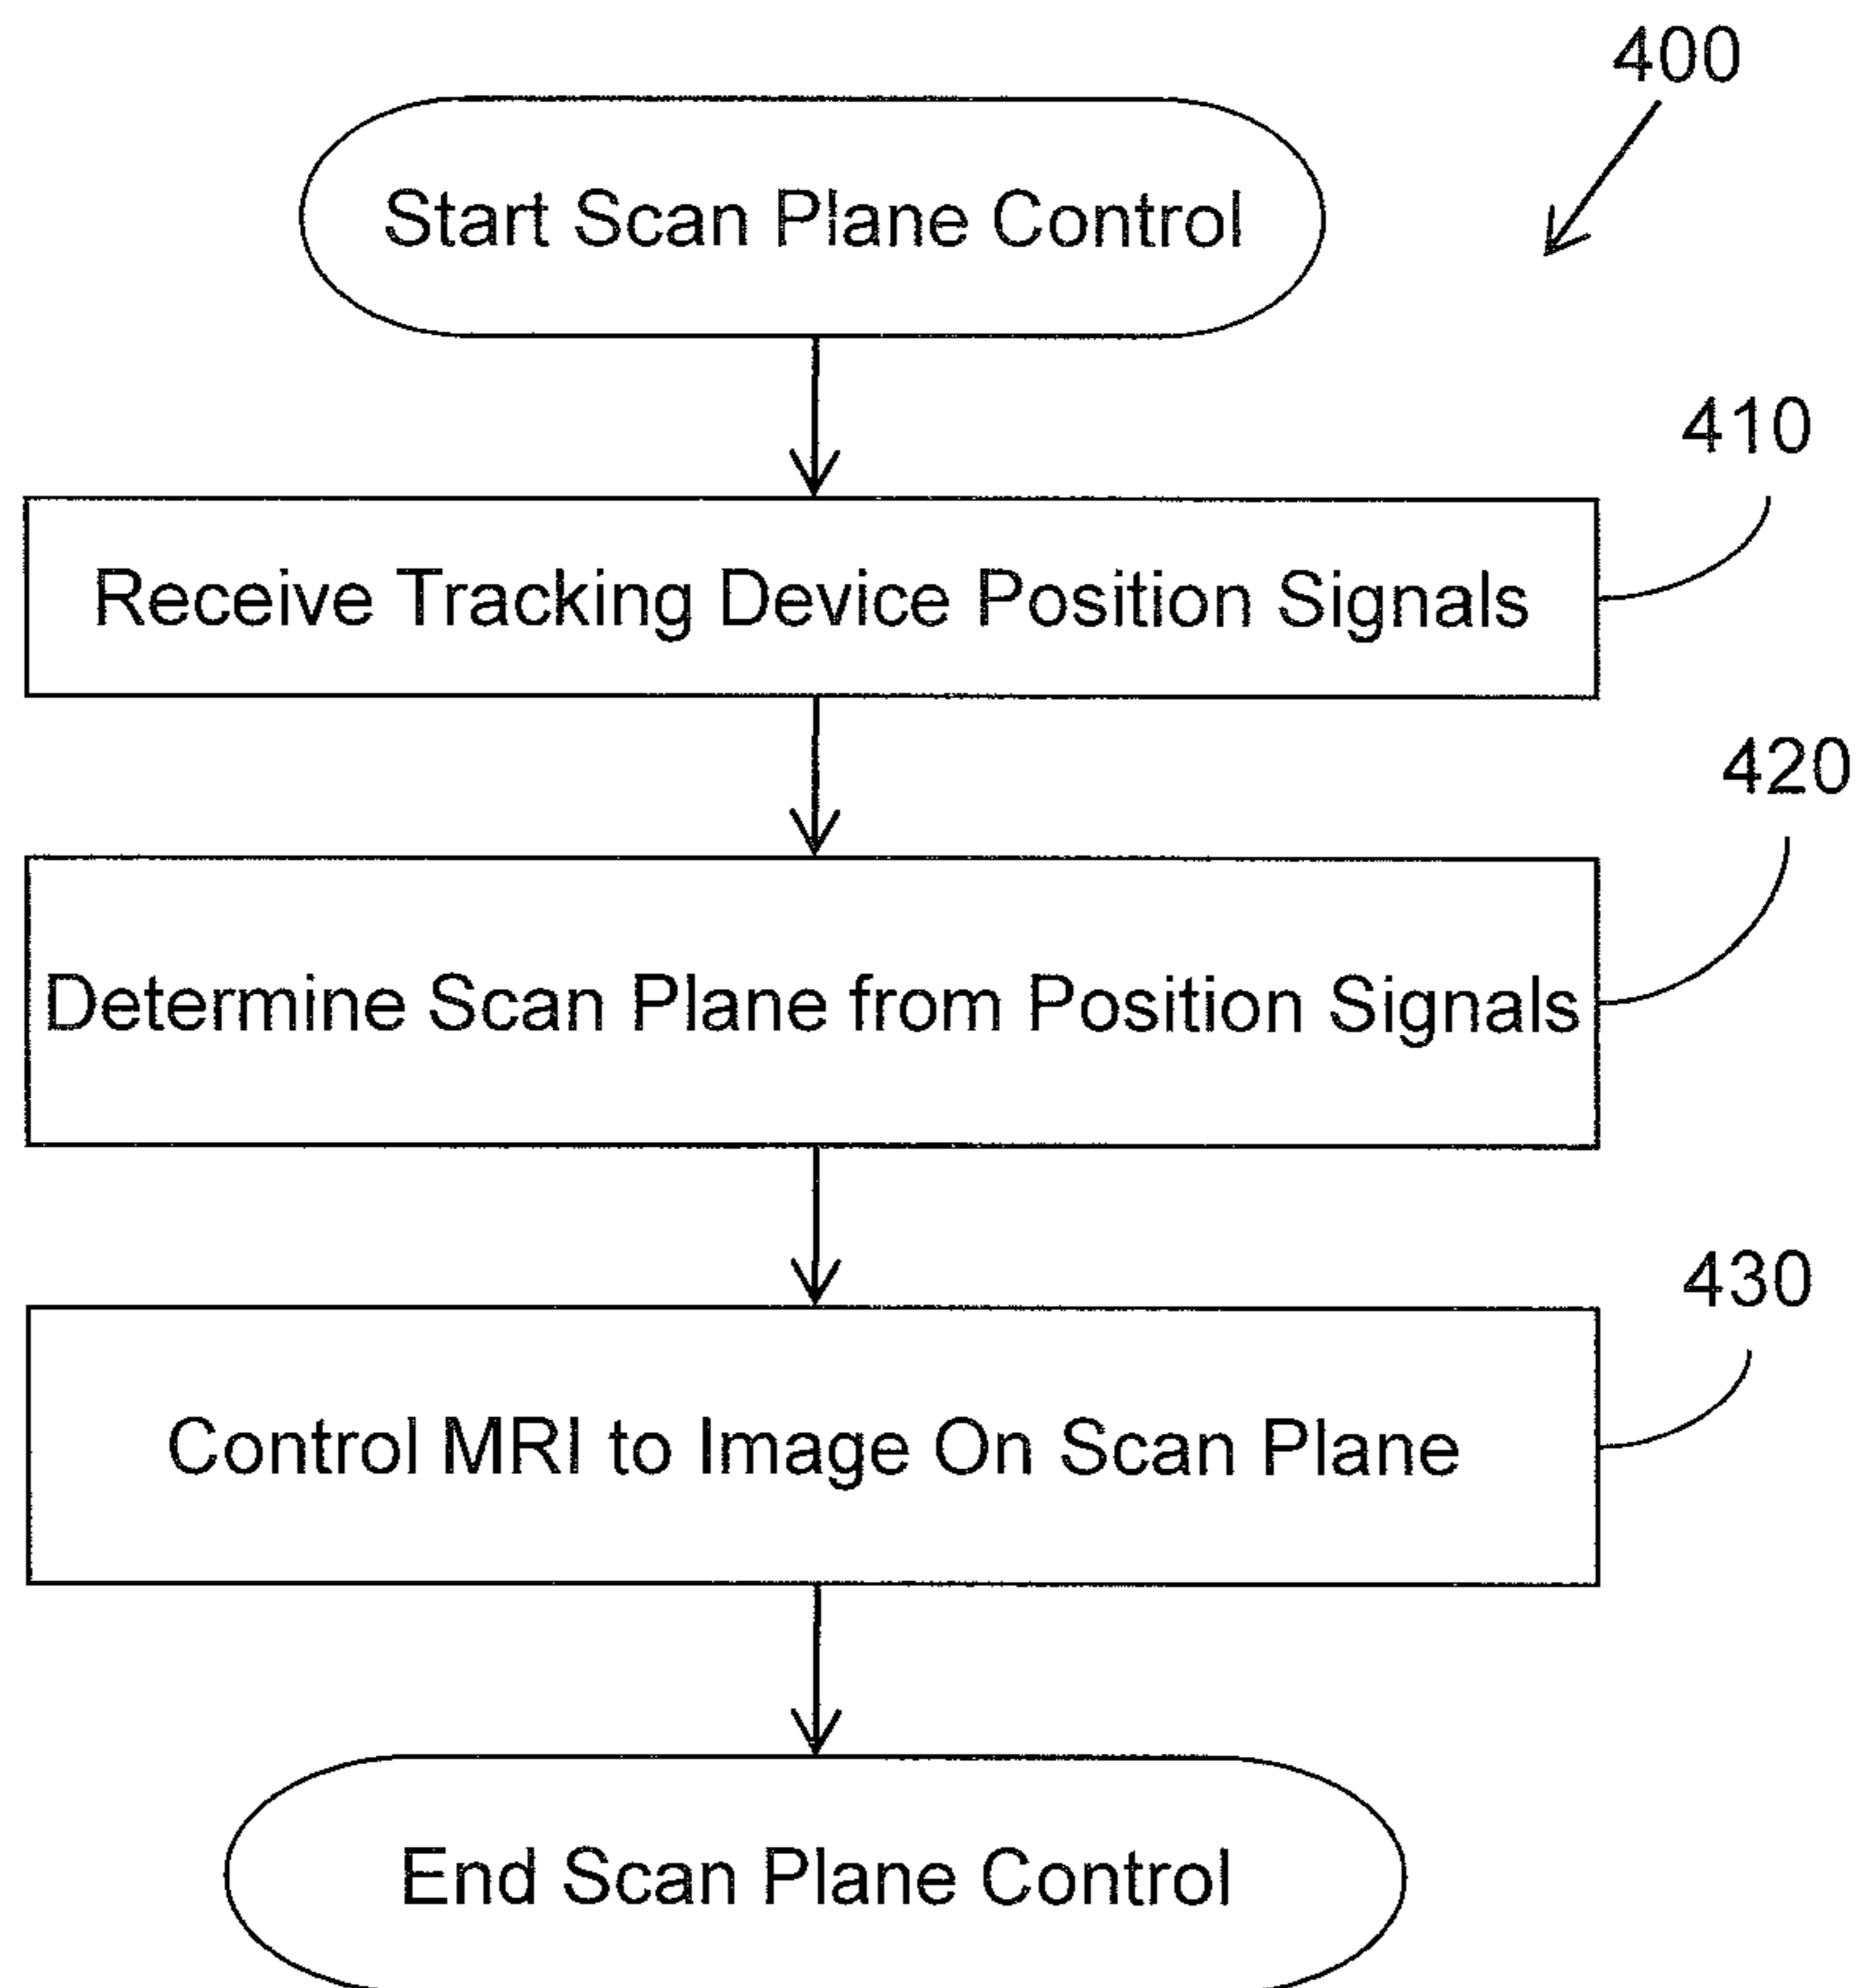 400
Start Scan Plane Control
410
Receive Tracking Device Position Signals
420
Determine Scan Plane from Position Signals
430
Control MRI to Image On Scan Plane
End Scan Plane Control